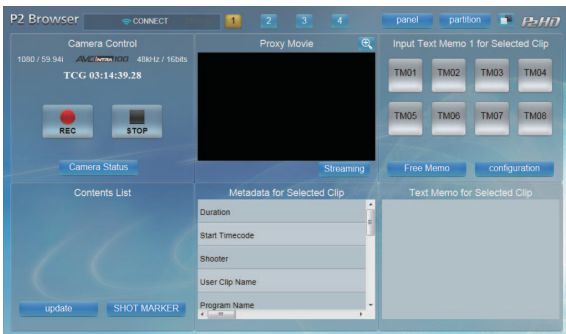 P2 Browser CONNECT 1 2 3 4 panel partition P2HD
Camera Control
1080 / 59.94i AVC INTRA 100 48kHz / 16bits
TCG 03:14:39.28
REC STOP
Camera Status
Proxy Movie
Streaming
Input Text Memo 1 for Selected Clip
TM01 TM02 TM03 TM04
TM05 TM06 TM07 TM08
Free Memo configuration
Contents List
update SHOT MARKER
Metadata for Selected Clip
Duration
Start Timecode
Shooter
User Clip Name
Program Name
Text Memo for Selected Clip